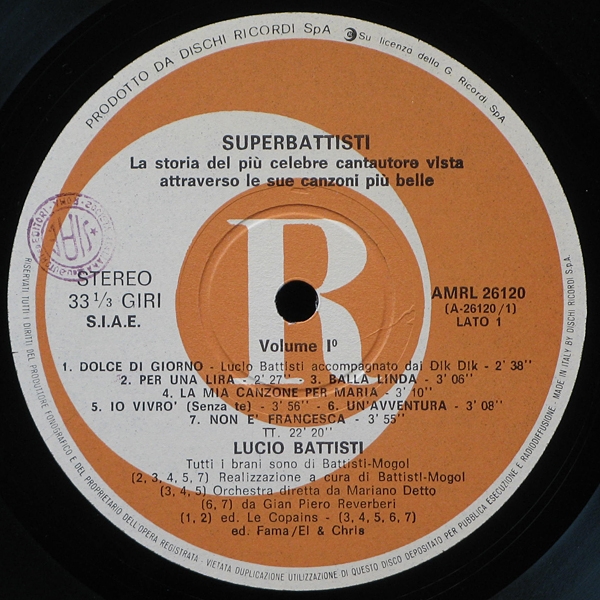 PRODOTTO DA DISCHI RICORDI SpA
Su licenza della G. Ricordi SpA
SUPERBATTISTI
La storia del più celebre cantautore vista
attraverso le sue canzoni più belle
R
STEREO
33 1/3 GIRI
S.I.A.E.
AMRL 26120
(A-26120/1)
LATO 1
Volume Iº
1. DOLCE DI GIORNO - Lucio Battisti accompagnato dai Dik Dik - 2' 38''
2. PER UNA LIRA - 2' 27'' - 3. BALLA LINDA - 3' 06''
4. LA MIA CANZONE PER MARIA - 3' 10''
5. IO VIVRO' (Senza te) - 3' 56'' - 6. UN'AVVENTURA - 3' 08''
7. NON E' FRANCESCA - 3' 55''
TT. 22' 20''
LUCIO BATTISTI
Tutti i brani sono di Battisti-Mogol
(2, 3, 4, 5, 7) Realizzazione a cura di Battisti-Mogol
(3, 4, 5) Orchestra diretta da Mariano Detto
(6, 7) da Gian Piero Reverberi
(1, 2) ed. Le Copains - (3, 4, 5, 6, 7)
ed. Fama/El & Chris
RISERVATI TUTTI I DIRITTI DEL PRODUTTORE FONOGRAFICO E DEL PROPRIETARIO DELL'OPERA REGISTRATA - VIETATA DUPLICAZIONE UTILIZZAZIONE DI QUESTO DISCO DEPOSITATO PER PUBBLICA ESECUZIONE E RADIODIFFUSIONE - MADE IN ITALY BY DISCHI RICORDI S.p.A.